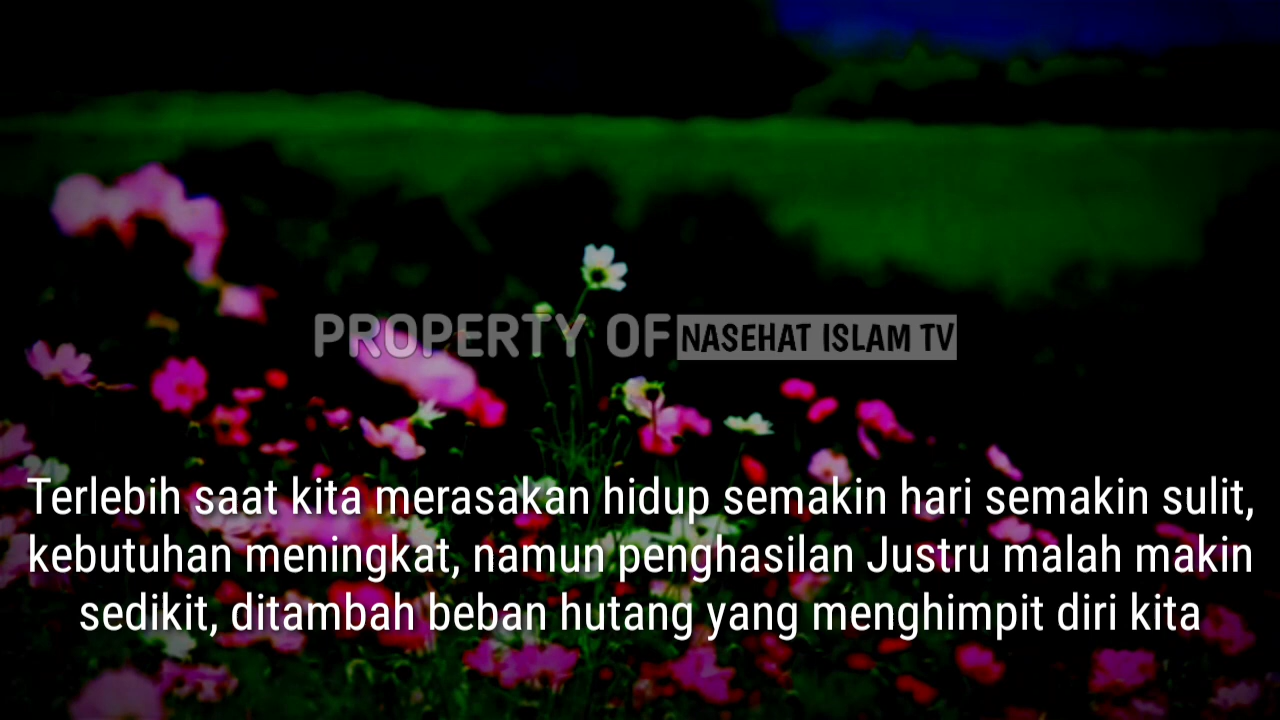 PROPERTY OF NASEHAT ISLAM TV
Terlebih saat kita merasakan hidup semakin hari semakin sulit,
kebutuhan meningkat, namun penghasilan Justru malah makin
sedikit, ditambah beban hutang yang menghimpit diri kita